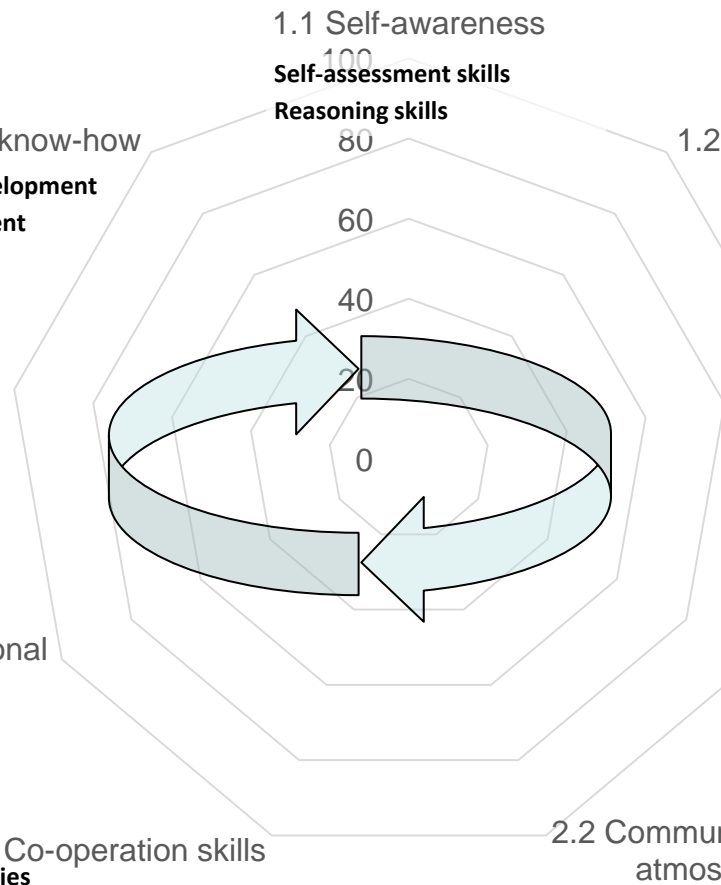 1.1 Self-awareness
100
Self-assessment skills
Reasoning skills
80
know-how
1.2
elopment
ent
60
40
20
0
onal
2.2 Commun
atmos
Co-operation skills
ies